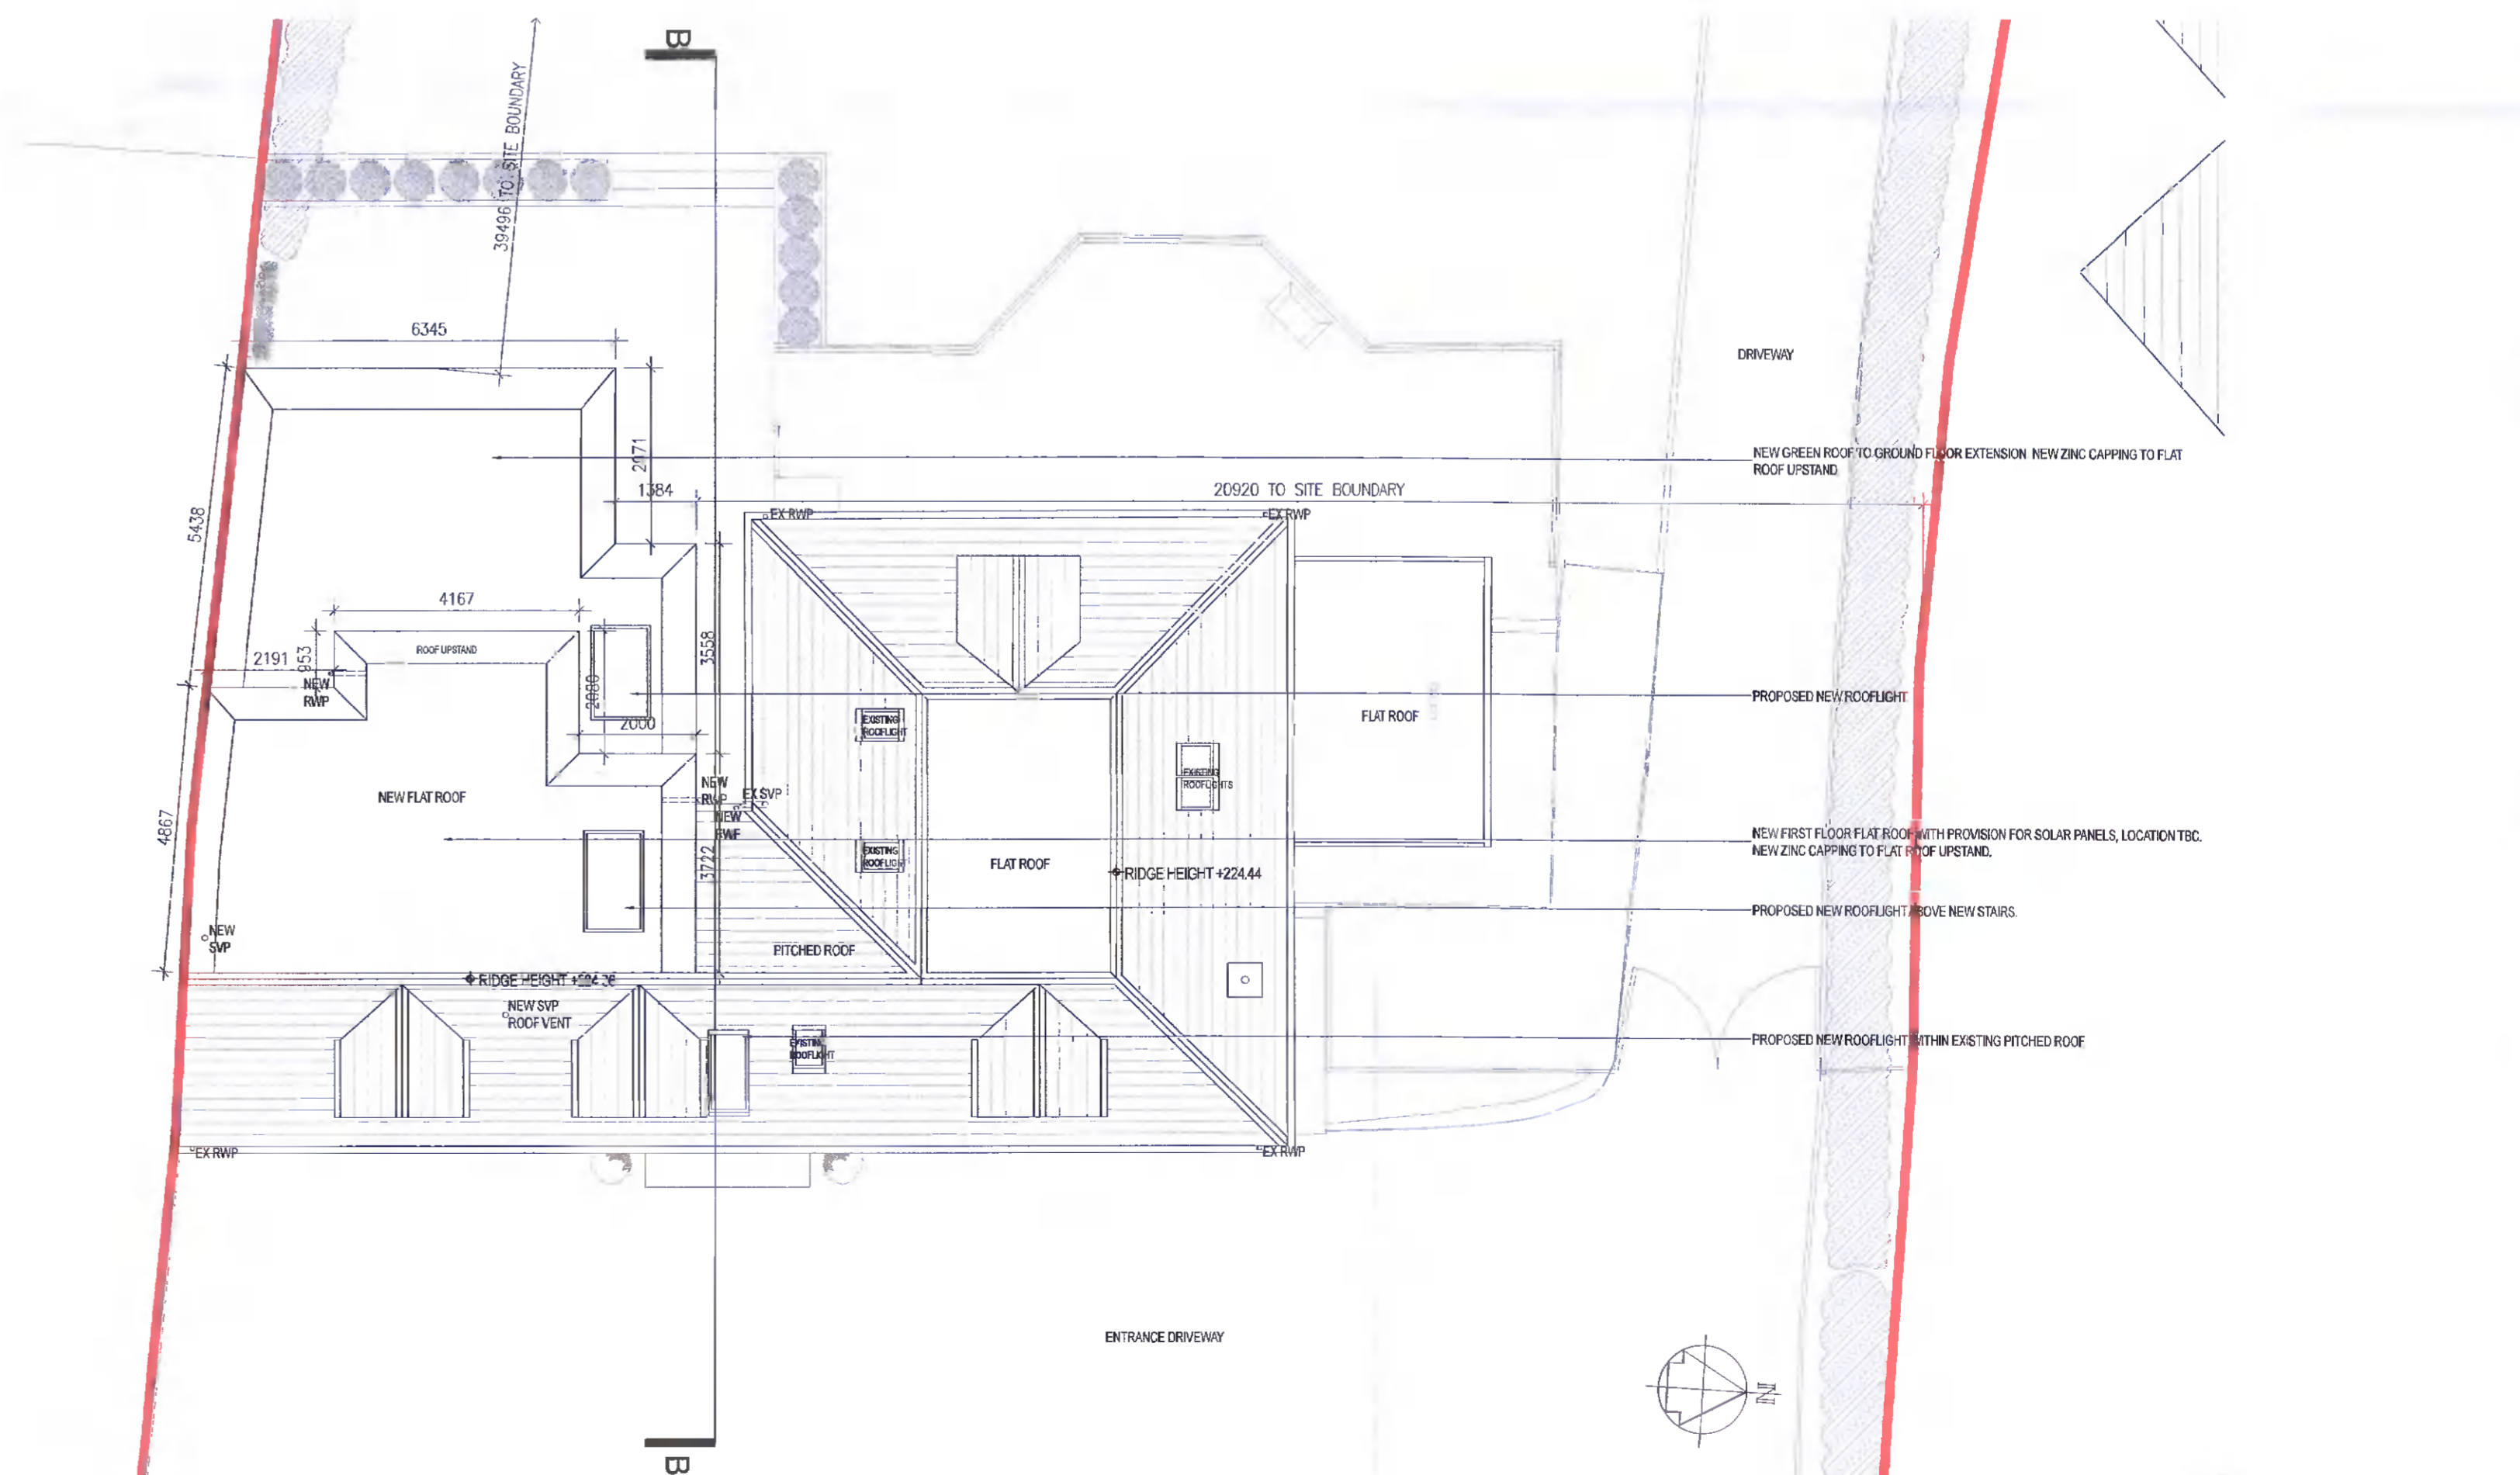 B
39496 TO SITE BOUNDARY
6345
DRIVEWAY
2971
NEW GREEN ROOF TO GROUND FLOOR EXTENSION NEW ZINC CAPPING TO FLAT
ROOF UPSTAND
1384
20920 TO SITE BOUNDARY
5438
EX RWP
EX RWP
4167
ROOF UPSTAND
953
2191
3558
NEW
RWP
2080
2000
PROPOSED NEW ROOFLIGHT
FLAT ROOF
EXISTING
ROOFLIGHT
EXISTING
ROOFLIGHTS
NEW FLAT ROOF
NEW
RWP
EX SVP
NEW
RWP
4867
3722
EXISTING
ROOFLIGHT
FLAT ROOF
RIDGE HEIGHT +224.44
NEW FIRST FLOOR FLAT ROOF WITH PROVISION FOR SOLAR PANELS, LOCATION TBC.
NEW ZINC CAPPING TO FLAT ROOF UPSTAND.
PROPOSED NEW ROOFLIGHT ABOVE NEW STAIRS.
NEW
SVP
PITCHED ROOF
RIDGE HEIGHT
NEW SVP
ROOF VENT
EXISTING
ROOFLIGHT
PROPOSED NEW ROOFLIGHT WITHIN EXISTING PITCHED ROOF
EX RWP
EX RWP
ENTRANCE DRIVEWAY
N
B